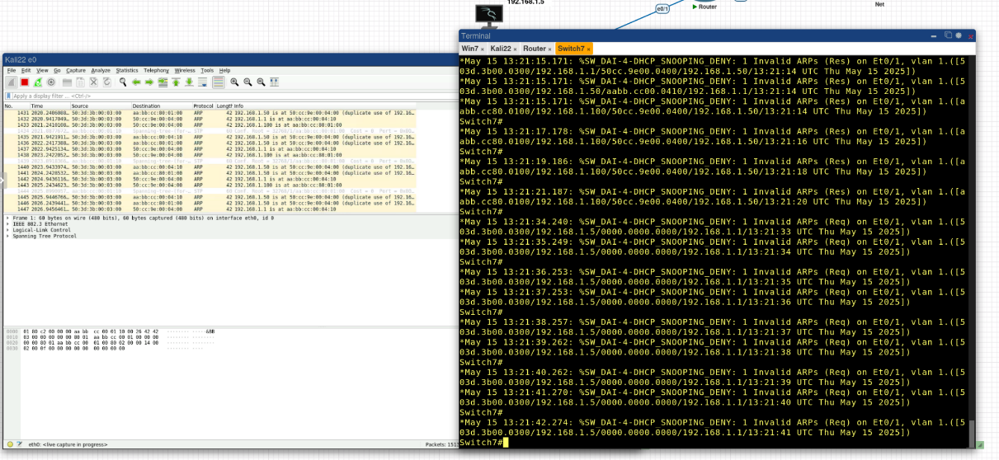 192.168.1.5
e0/1
Router
Net
Kali22 e0
File Edit View Go Capture Analyze Statistics Telephony Wireless Tools Help
Apply a display filter ... <Ctrl-/>
No. Time Source Destination Protocol Length Info
1431 2020.2406088… 50:3d:3b:00:03:00 aa:bb:cc:80:01:00 ARP 42 192.168.1.50 is at 50:cc:9e:00:04:00 (duplicate use of 192.16…
1432 2020.9417049… 50:3d:3b:00:03:00 50:cc:9e:00:04:00 ARP 42 192.168.1.1 is at aa:bb:cc:00:04:10
1433 2021.2410108… 50:3d:3b:00:03:00 50:cc:9e:00:04:00 ARP 42 192.168.1.100 is at aa:bb:cc:80:01:00
1435 2021.9421911… 50:3d:3b:00:03:00 aa:bb:cc:00:04:10 ARP 42 192.168.1.50 is at 50:cc:9e:00:04:00 (duplicate use of 192.16…
1436 2022.2417388… 50:3d:3b:00:03:00 aa:bb:cc:80:01:00 ARP 42 192.168.1.50 is at 50:cc:9e:00:04:00 (duplicate use of 192.16…
1437 2022.9425134… 50:3d:3b:00:03:00 50:cc:9e:00:04:00 ARP 42 192.168.1.1 is at aa:bb:cc:00:04:10
1438 2023.2422052… 50:3d:3b:00:03:00 50:cc:9e:00:04:00 ARP 42 192.168.1.100 is at aa:bb:cc:80:01:00
1440 2023.9433974… 50:3d:3b:00:03:00 aa:bb:cc:00:04:10 ARP 42 192.168.1.50 is at 50:cc:9e:00:04:00 (duplicate use of 192.16…
1441 2024.2428532… 50:3d:3b:00:03:00 aa:bb:cc:80:01:00 ARP 42 192.168.1.50 is at 50:cc:9e:00:04:00 (duplicate use of 192.16…
1442 2024.9436116… 50:3d:3b:00:03:00 50:cc:9e:00:04:00 ARP 42 192.168.1.1 is at aa:bb:cc:00:04:10
1443 2025.2434623… 50:3d:3b:00:03:00 50:cc:9e:00:04:00 ARP 42 192.168.1.100 is at aa:bb:cc:80:01:00
1445 2025.9446766… 50:3d:3b:00:03:00 aa:bb:cc:00:04:10 ARP 42 192.168.1.50 is at 50:cc:9e:00:04:00 (duplicate use of 192.16…
1446 2026.2439441… 50:3d:3b:00:03:00 aa:bb:cc:80:01:00 ARP 42 192.168.1.50 is at 50:cc:9e:00:04:00 (duplicate use of 192.16…
1447 2026.9456461… 50:3d:3b:00:03:00 50:cc:9e:00:04:00 ARP 42 192.168.1.1 is at aa:bb:cc:00:04:10
Frame 1: 60 bytes on wire (480 bits), 60 bytes captured (480 bits) on interface eth0, id 0
IEEE 802.3 Ethernet
Logical-Link Control
Spanning Tree Protocol
0000 01 80 c2 00 00 00 aa bb cc 00 01 10 00 26 42 42 ········ ·····&BB
0010 03 00 00 00 00 00 80 01 aa bb cc 00 01 00 00 00
0020 00 00 80 01 aa bb cc 00 01 00 80 02 00 00 14 00
0030 02 00 0f 00 00 00 00 00 00 00 00 00
eth0: <live capture in progress>
Packets: 151
Terminal
Win7 × Kali22 × Router × Switch7 ×
*May 15 13:21:15.171: %SW_DAI-4-DHCP_SNOOPING_DENY: 1 Invalid ARPs (Res) on Et0/1, vlan 1.([5
03d.3b00.0300/192.168.1.1/50cc.9e00.0400/192.168.1.50/13:21:14 UTC Thu May 15 2025])
*May 15 13:21:15.171: %SW_DAI-4-DHCP_SNOOPING_DENY: 1 Invalid ARPs (Res) on Et0/1, vlan 1.([5
03d.3b00.0300/192.168.1.50/aabb.cc00.0410/192.168.1.1/13:21:14 UTC Thu May 15 2025])
*May 15 13:21:15.171: %SW_DAI-4-DHCP_SNOOPING_DENY: 1 Invalid ARPs (Res) on Et0/1, vlan 1.([a
abb.cc80.0100/192.168.1.100/50cc.9e00.0400/192.168.1.50/13:21:14 UTC Thu May 15 2025])
Switch7#
*May 15 13:21:17.178: %SW_DAI-4-DHCP_SNOOPING_DENY: 1 Invalid ARPs (Res) on Et0/1, vlan 1.([a
abb.cc80.0100/192.168.1.100/50cc.9e00.0400/192.168.1.50/13:21:16 UTC Thu May 15 2025])
Switch7#
*May 15 13:21:19.186: %SW_DAI-4-DHCP_SNOOPING_DENY: 1 Invalid ARPs (Res) on Et0/1, vlan 1.([a
abb.cc80.0100/192.168.1.100/50cc.9e00.0400/192.168.1.50/13:21:18 UTC Thu May 15 2025])
Switch7#
*May 15 13:21:21.187: %SW_DAI-4-DHCP_SNOOPING_DENY: 1 Invalid ARPs (Res) on Et0/1, vlan 1.([a
abb.cc80.0100/192.168.1.100/50cc.9e00.0400/192.168.1.50/13:21:20 UTC Thu May 15 2025])
Switch7#
*May 15 13:21:34.240: %SW_DAI-4-DHCP_SNOOPING_DENY: 1 Invalid ARPs (Req) on Et0/1, vlan 1.([5
03d.3b00.0300/192.168.1.5/0000.0000.0000/192.168.1.1/13:21:33 UTC Thu May 15 2025])
*May 15 13:21:35.249: %SW_DAI-4-DHCP_SNOOPING_DENY: 1 Invalid ARPs (Req) on Et0/1, vlan 1.([5
03d.3b00.0300/192.168.1.5/0000.0000.0000/192.168.1.1/13:21:34 UTC Thu May 15 2025])
Switch7#
*May 15 13:21:36.253: %SW_DAI-4-DHCP_SNOOPING_DENY: 1 Invalid ARPs (Req) on Et0/1, vlan 1.([5
03d.3b00.0300/192.168.1.5/0000.0000.0000/192.168.1.1/13:21:35 UTC Thu May 15 2025])
*May 15 13:21:37.253: %SW_DAI-4-DHCP_SNOOPING_DENY: 1 Invalid ARPs (Req) on Et0/1, vlan 1.([5
03d.3b00.0300/192.168.1.5/0000.0000.0000/192.168.1.1/13:21:36 UTC Thu May 15 2025])
Switch7#
*May 15 13:21:38.257: %SW_DAI-4-DHCP_SNOOPING_DENY: 1 Invalid ARPs (Req) on Et0/1, vlan 1.([5
03d.3b00.0300/192.168.1.5/0000.0000.0000/192.168.1.1/13:21:37 UTC Thu May 15 2025])
*May 15 13:21:39.262: %SW_DAI-4-DHCP_SNOOPING_DENY: 1 Invalid ARPs (Req) on Et0/1, vlan 1.([5
03d.3b00.0300/192.168.1.5/0000.0000.0000/192.168.1.1/13:21:38 UTC Thu May 15 2025])
Switch7#
*May 15 13:21:40.262: %SW_DAI-4-DHCP_SNOOPING_DENY: 1 Invalid ARPs (Req) on Et0/1, vlan 1.([5
03d.3b00.0300/192.168.1.5/0000.0000.0000/192.168.1.1/13:21:39 UTC Thu May 15 2025])
*May 15 13:21:41.270: %SW_DAI-4-DHCP_SNOOPING_DENY: 1 Invalid ARPs (Req) on Et0/1, vlan 1.([5
03d.3b00.0300/192.168.1.5/0000.0000.0000/192.168.1.1/13:21:40 UTC Thu May 15 2025])
Switch7#
*May 15 13:21:42.274: %SW_DAI-4-DHCP_SNOOPING_DENY: 1 Invalid ARPs (Req) on Et0/1, vlan 1.([5
03d.3b00.0300/192.168.1.5/0000.0000.0000/192.168.1.1/13:21:41 UTC Thu May 15 2025])
Switch7#